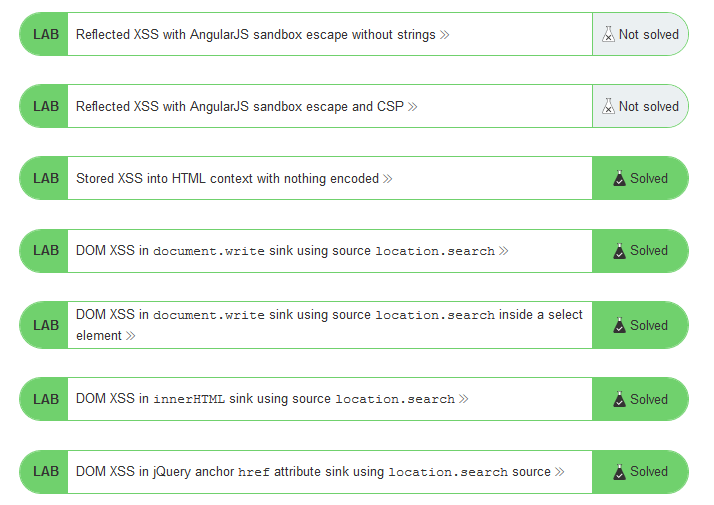 LAB Reflected XSS with AngularJS sandbox escape without strings Not solved
LAB Reflected XSS with AngularJS sandbox escape and CSP Not solved
LAB Stored XSS into HTML context with nothing encoded Solved
LAB DOM XSS in document.write sink using source location.search Solved
LAB DOM XSS in document.write sink using source location.search inside a select
element Solved
LAB DOM XSS in innerHTML sink using source location.search Solved
LAB DOM XSS in jQuery anchor href attribute sink using location.search source Solved